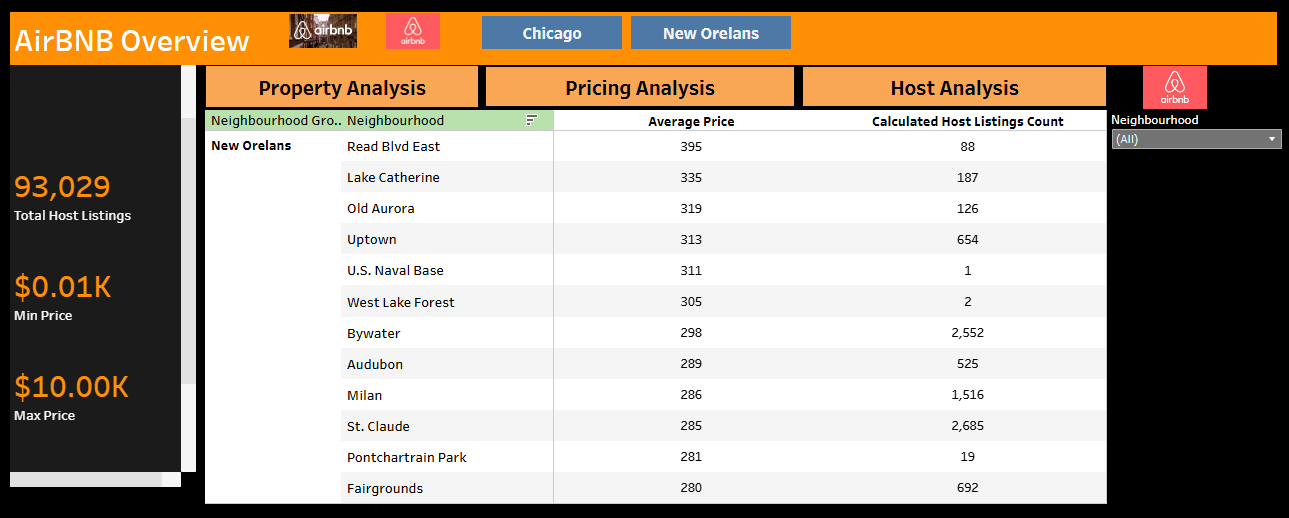 AirBNB Overview
airbnb
airbnb
Chicago
New Orelans
Property Analysis
Pricing Analysis
Host Analysis
airbnb
Neighbourhood
(All)
93,029
Total Host Listings
$0.01K
Min Price
$10.00K
Max Price
Neighbourhood Gro.. Neighbourhood Average Price Calculated Host Listings Count
New Orelans Read Blvd East 395 88
Lake Catherine 335 187
Old Aurora 319 126
Uptown 313 654
U.S. Naval Base 311 1
West Lake Forest 305 2
Bywater 298 2,552
Audubon 289 525
Milan 286 1,516
St. Claude 285 2,685
Pontchartrain Park 281 19
Fairgrounds 280 692